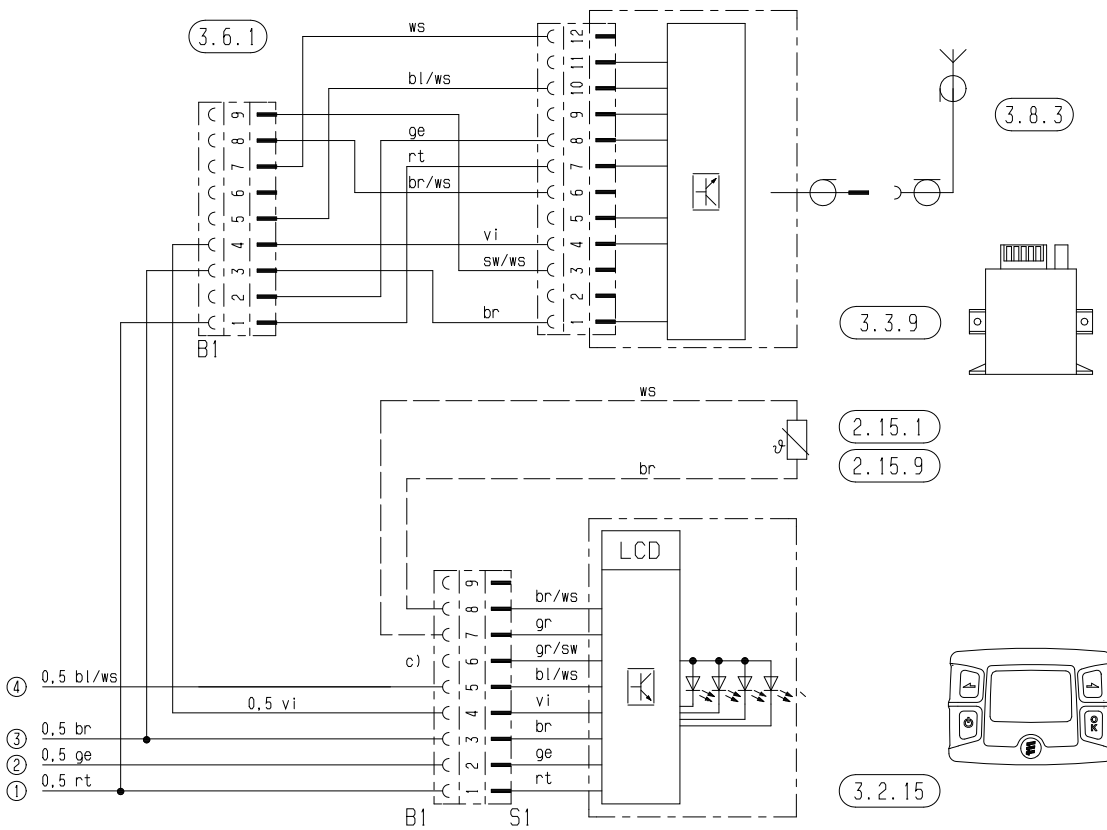 3.6.1
ws
12
11
bl/ws
10
3.8.3
9
9
8
ge
8
7
rt
7
6
br/ws
6
5
5
4
vi
4
3
sw/ws
3
2
2
1
br
1
3.3.9
B1
ws
2.15.1
br
2.15.9
LCD
9
8
br/ws
7
gr
c)
6
gr/sw
4
0,5 bl/ws
5
bl/ws
0,5 vi
4
vi
3
0,5 br
3
br
2
0,5 ge
2
ge
1
0,5 rt
1
rt
OK
3.2.15
B1
S1
ϑ